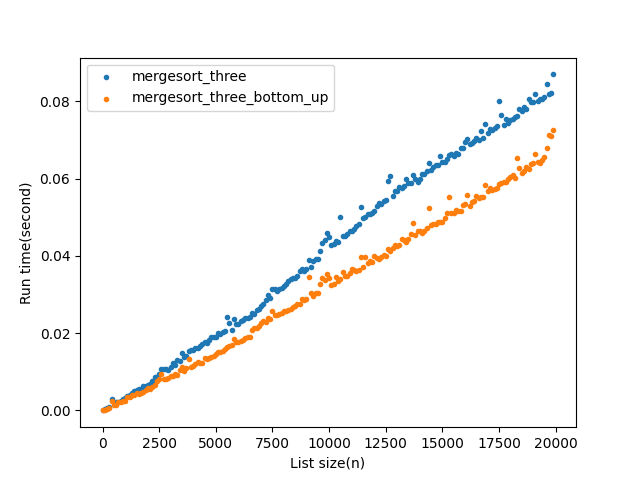 mergesort_three
mergesort_three_bottom_up
0.08
0.06
0.04
0.02
0.00
Run time(second)
0 2500 5000 7500 10000 12500 15000 17500 20000
List size(n)